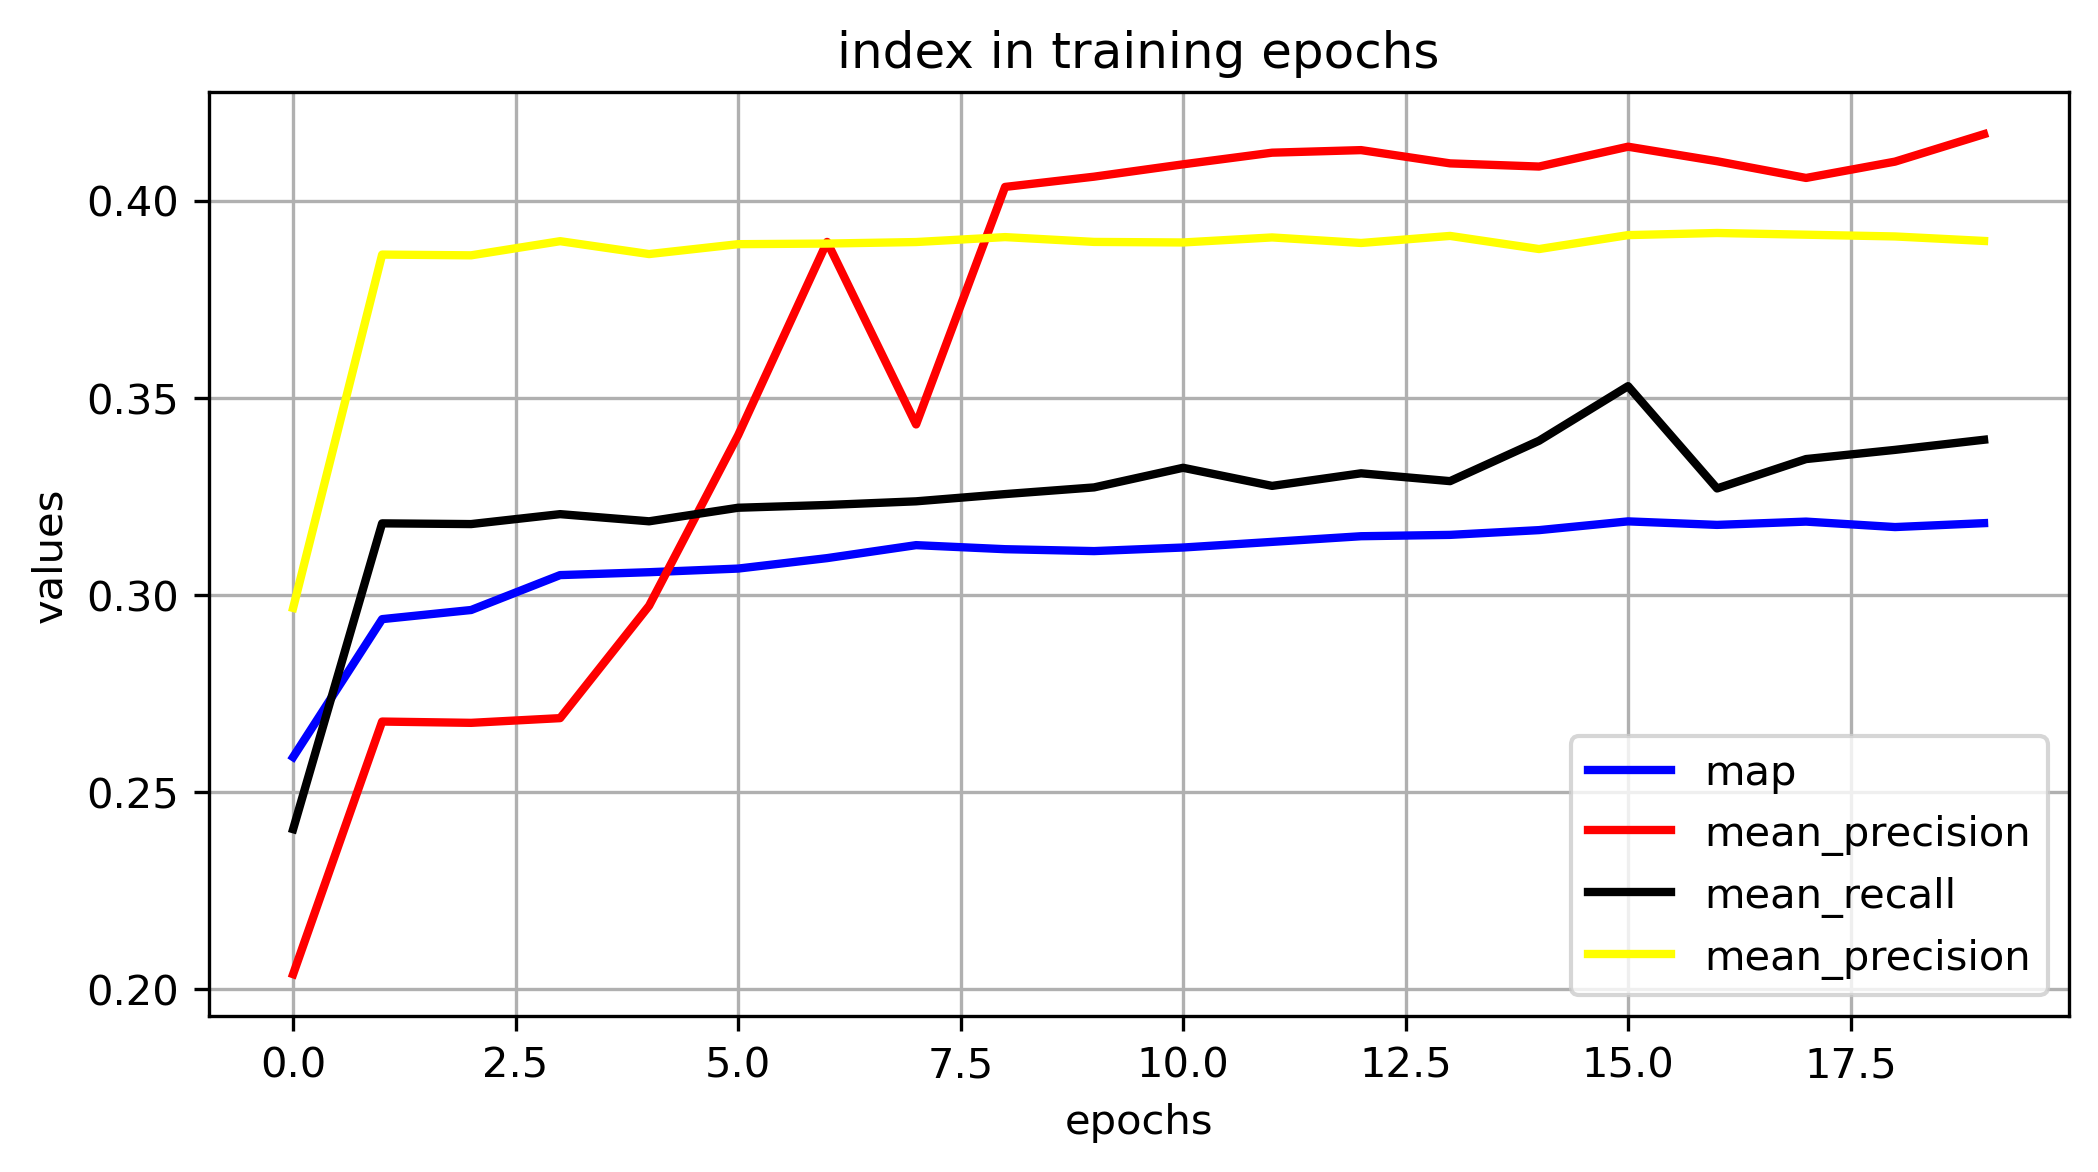 index in training epochs
values
0.40
0.35
0.30
0.25
0.20
map
mean_precision
mean_recall
mean_precision
0.0 2.5 5.0 7.5 10.0 12.5 15.0 17.5
epochs